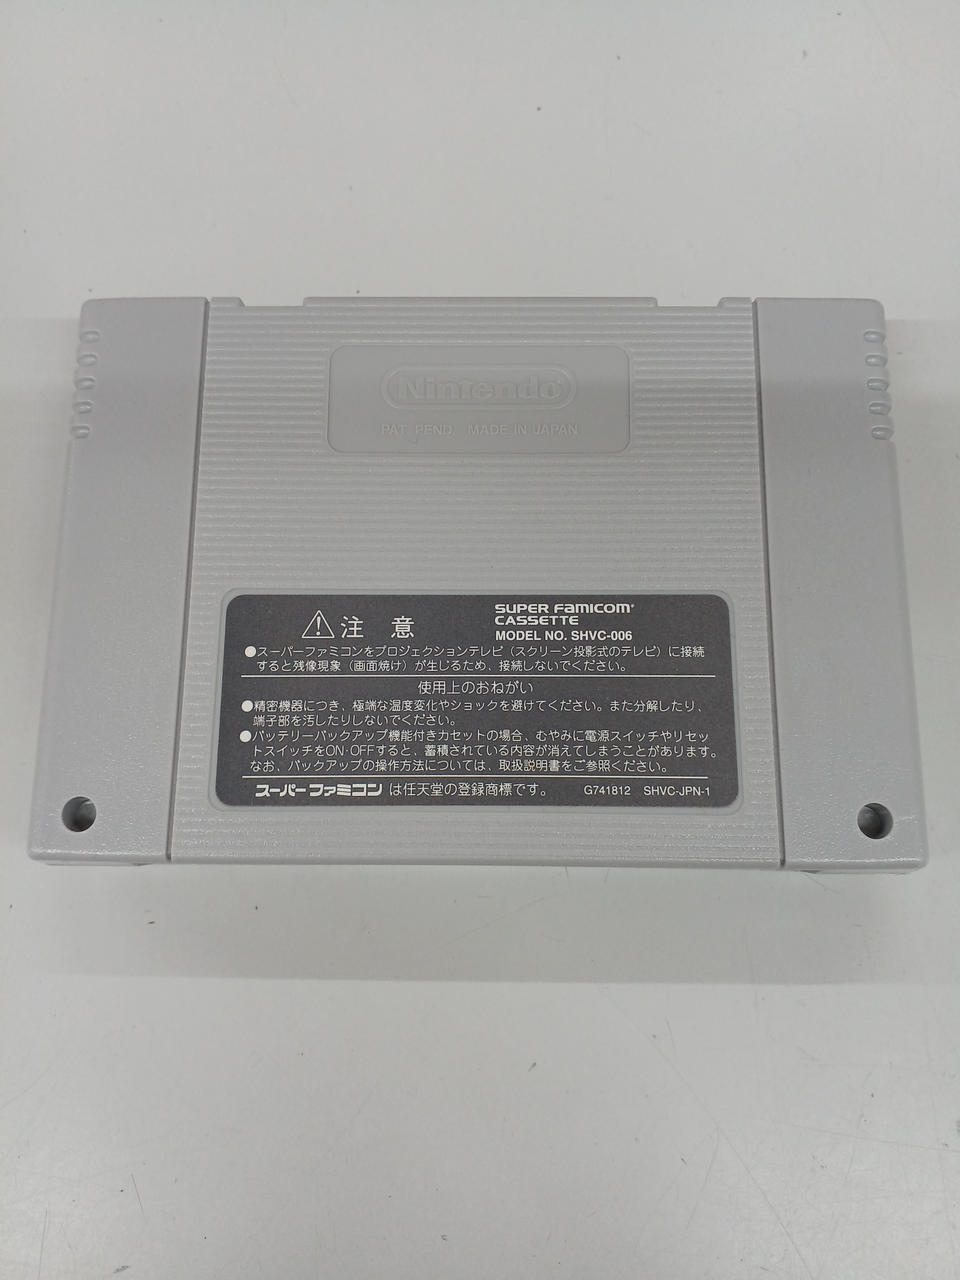 Nintendo
PAT. PEND. MADE IN JAPAN
注 意
SUPER FAMICOM
CASSETTE
MODEL NO. SHVC-006
●スーパーファミコンをプロジェクションテレビ（スクリーン投影式のテレビ）に接続
すると残像現象（画面焼け）が生じるため、接続しないでください。
使用上のおねがい
●精密機器につき、極端な温度変化やショックを避けてください。また分解したり、
端子部を汚したりしないでください。
●バッテリーバックアップ機能付きカセットの場合、むやみに電源スイッチやリセッ
トスイッチをON・OFFすると、蓄積されている内容が消えてしまうことがあります。
なお、バックアップの操作方法については、取扱説明書をご参照ください。
スーパーファミコン は任天堂の登録商標です。 G741812 SHVC-JPN-1